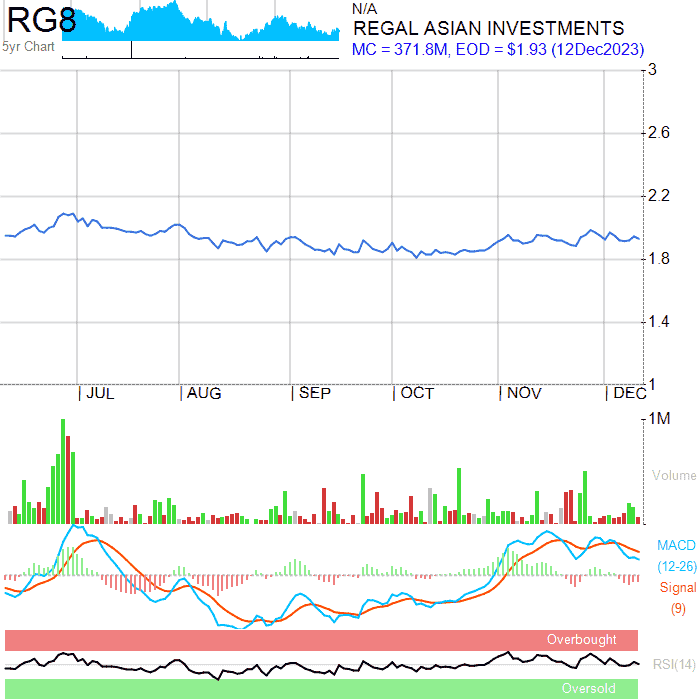 RG8
5yr Chart
N/A
REGAL ASIAN INVESTMENTS
MC = 371.8M, EOD = $1.93 (12Dec2023)
3
2.6
2.2
1.8
1.4
1
JUL AUG SEP OCT NOV DEC
1M
Volume
MACD
(12-26)
Signal
(9)
Overbought
RSI(14)
Oversold